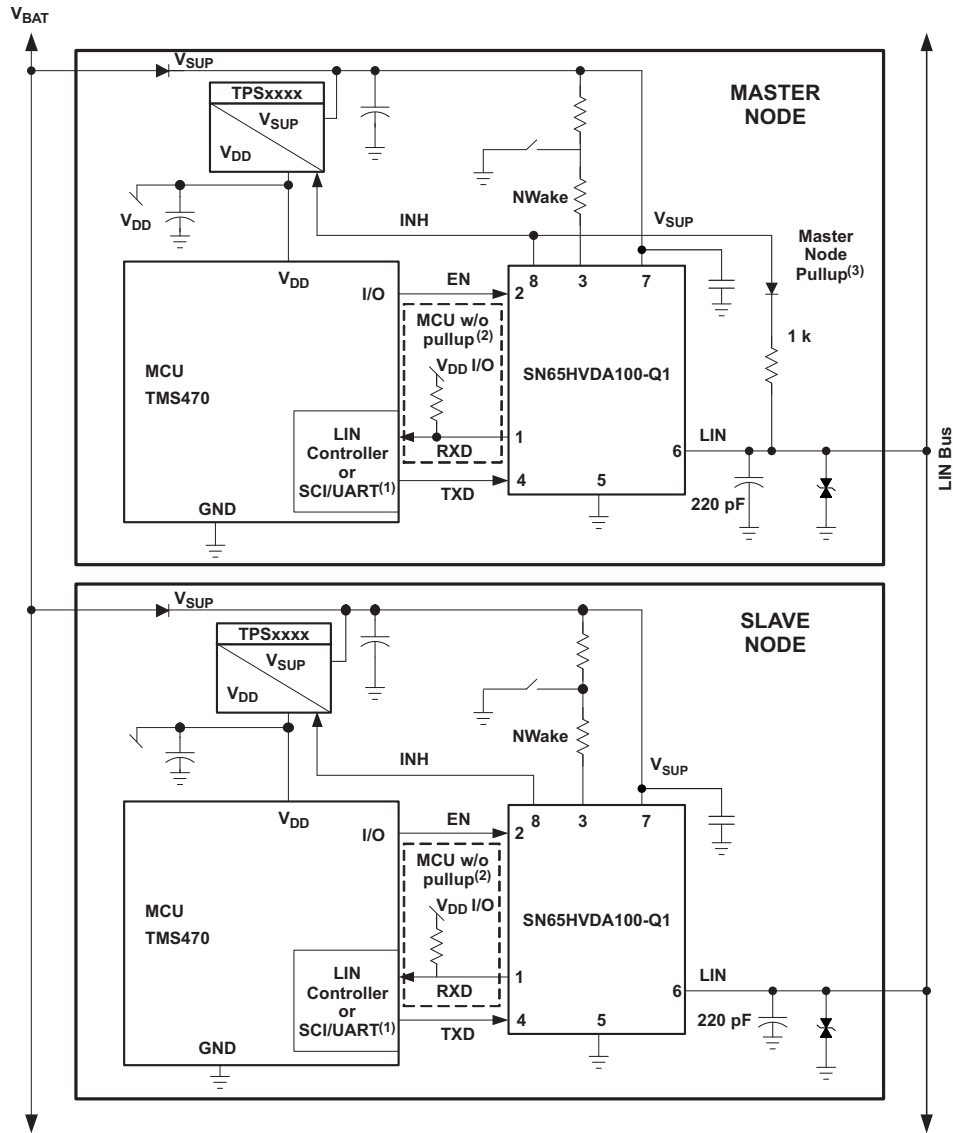 VBAT
VSUP
TPSxxxx
VSUP
VDD
MASTER
NODE
NWake
VDD
INH
VSUP
Master
Node
Pullup(3)
VDD
8
3
7
I/O
EN
2
MCU w/o
pullup(2)
VDD I/O
1 k
MCU
TMS470
SN65HVDA100-Q1
LIN
Controller
or
SCI/UART(1)
1
RXD
6
LIN
4
TXD
5
220 pF
GND
LIN Bus
VSUP
TPSxxxx
VSUP
VDD
SLAVE
NODE
NWake
INH
VSUP
VDD
8
3
7
I/O
EN
2
MCU w/o
pullup(2)
VDD I/O
MCU
TMS470
SN65HVDA100-Q1
LIN
Controller
or
SCI/UART(1)
1
RXD
6
LIN
4
TXD
5
220 pF
GND